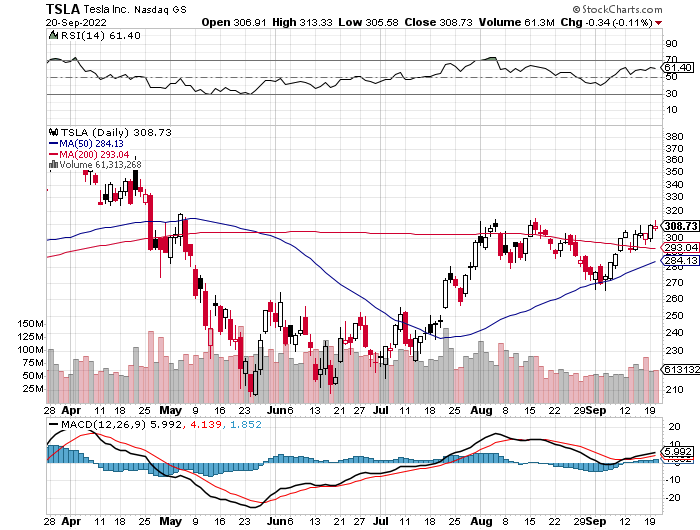 TSLA Tesla Inc. Nasdaq GS © StockCharts.com
20-Sep-2022 Open 306.91 High 313.33 Low 305.58 Close 308.73 Volume 61.3M Chg -0.34 (-0.11%)
RSI(14) 61.40
90
70
61.40
50
30
10
TSLA (Daily) 308.73
MA(50) 284.13
MA(200) 293.04
Volume 61,313,268
380
370
360
350
340
330
320
310
308.73
300
293.04
284.13
280
270
260
250
240
230
210
150M
125M
100M
75M
50M
25M
613132
28 Apr 11 18 25 May 9 16 23 Jun 6 13 21 27 Jul 11 18 25 Aug 8 15 22 29 Sep 12 19
MACD(12,26,9) 5.992, 4.139, 1.852
20
10
5.992
0
-10
-20
28 Apr 11 18 25 May 9 16 23 Jun 6 13 21 27 Jul 11 18 25 Aug 8 15 22 29 Sep 12 19